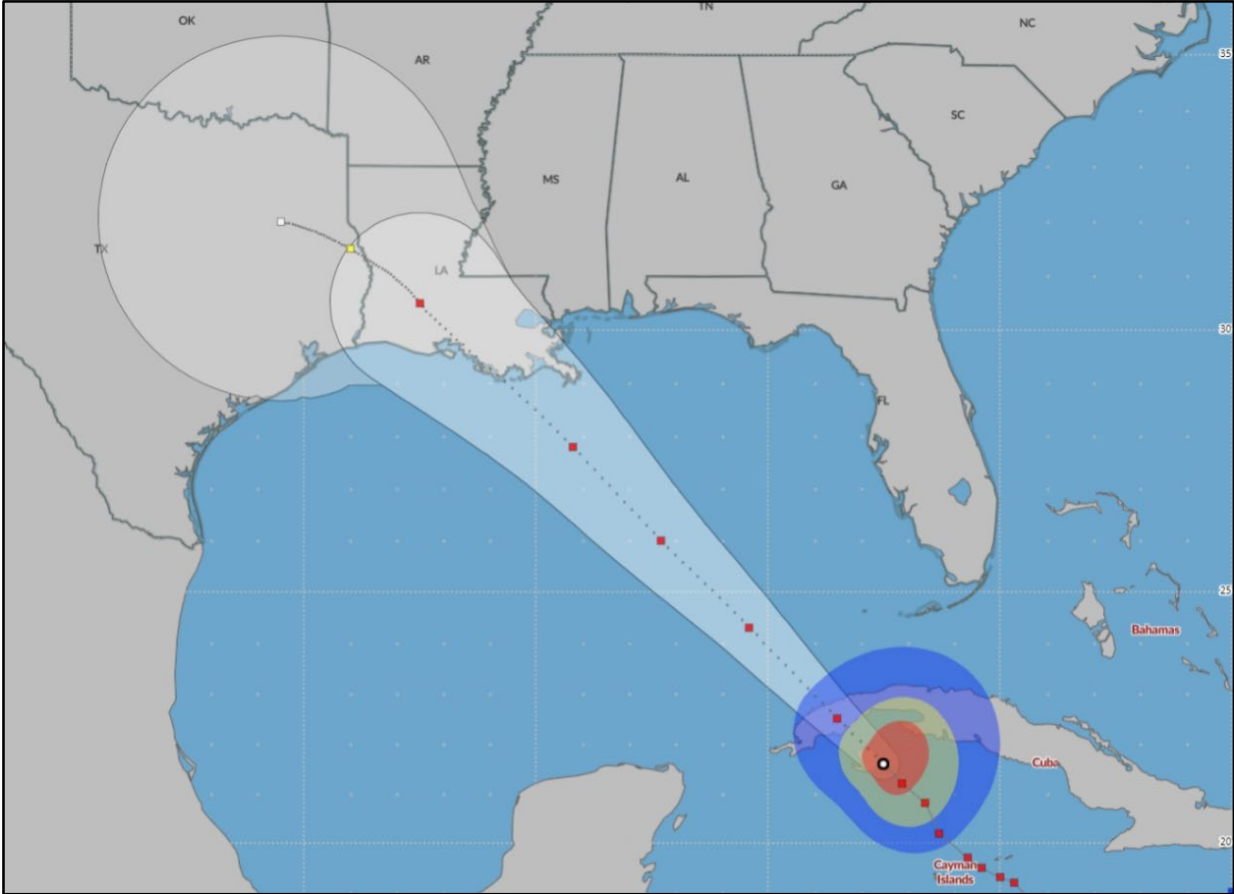 TN
OK
NC
35
AR
SC
MS
AL
GA
TX
LA
30
FL
25
Bahamas
Cuba
20
Cayman
Islands